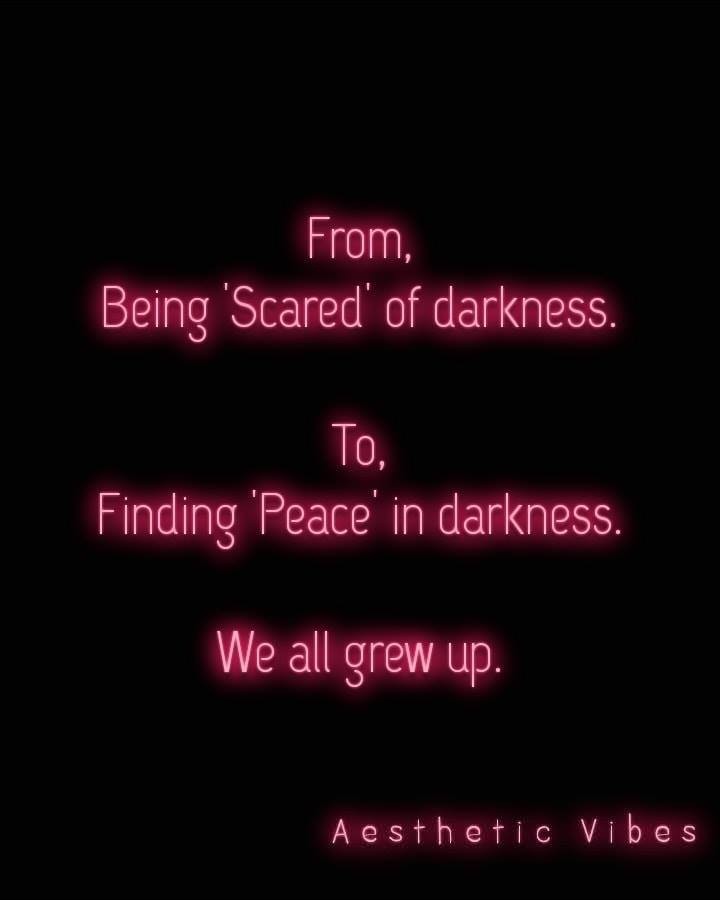 From,
Being 'Scared' of darkness.
To,
Finding 'Peace' in darkness.
We all grew up.
Aesthetic Vibes